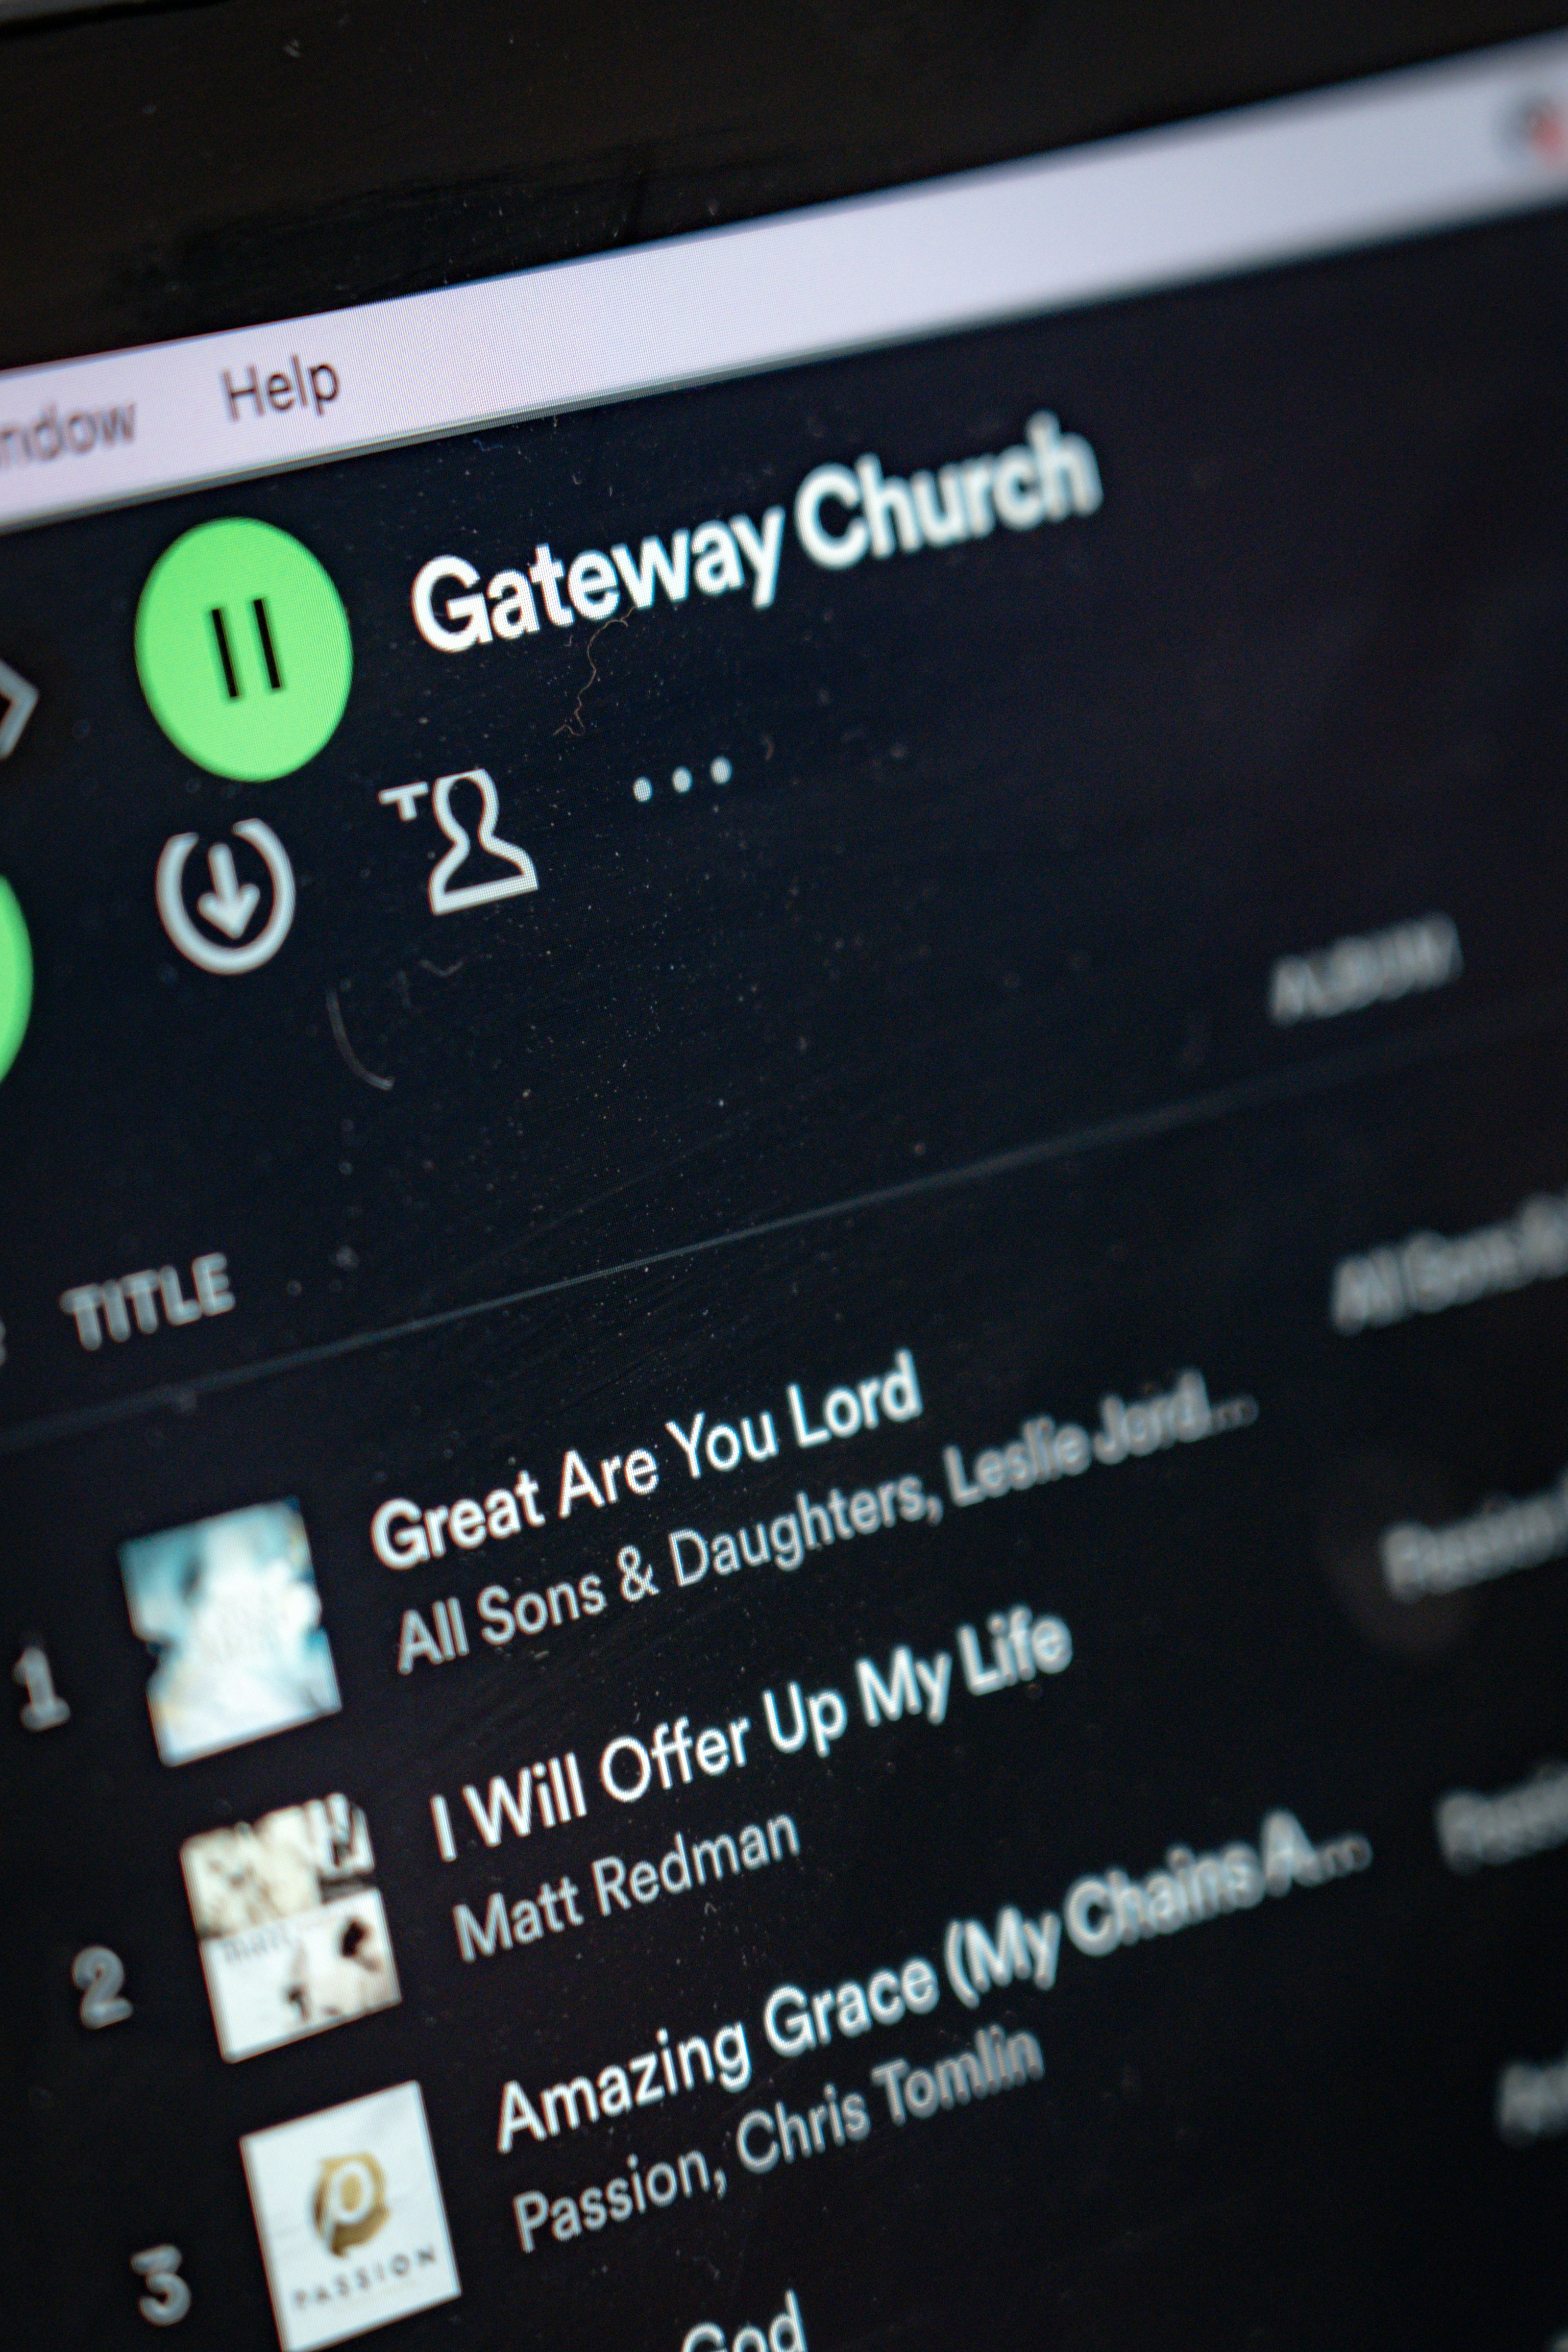 ndow Help
Gateway Church
ALBUM
TITLE
All Sons &
1
Great Are You Lord
All Sons & Daughters, Leslie Jord...
Passion
2
I Will Offer Up My Life
Matt Redman
Passio
3
Amazing Grace (My Chains A...
Passion, Chris Tomlin
PASSION
God